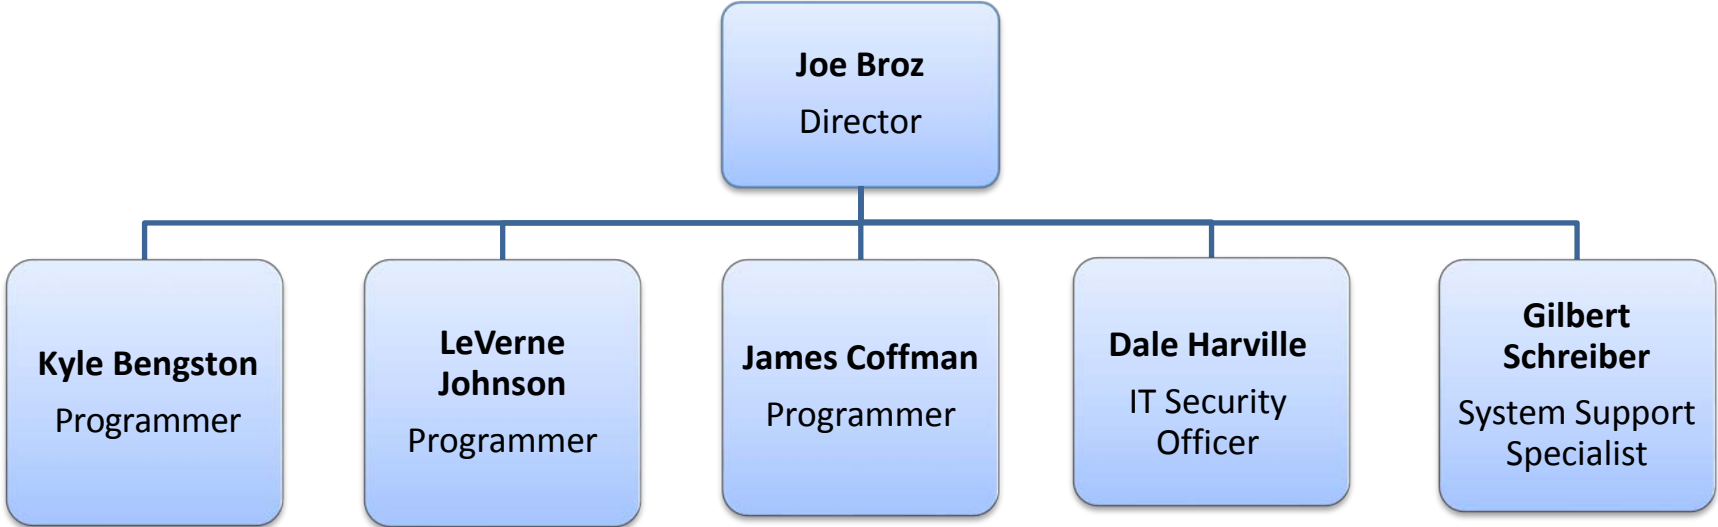 Joe Broz
Director
Kyle Bengston
Programmer
LeVerne
Johnson
Programmer
James Coffman
Programmer
Dale Harville
IT Security
Officer
Gilbert
Schreiber
System Support
Specialist